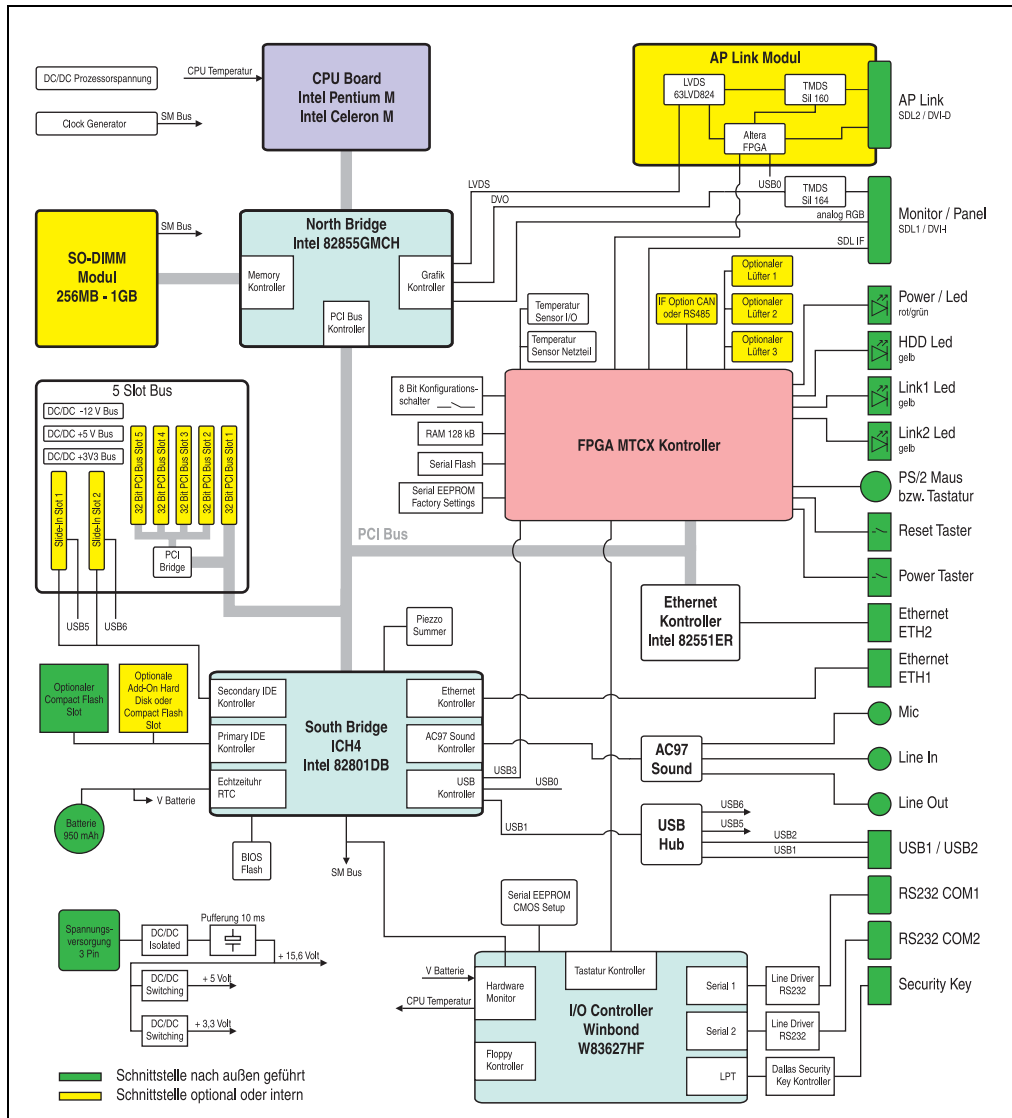 DC/DC Prozessorspannung
Clock Generator
CPU Temperatur
SM Bus
CPU Board
Intel Pentium M
Intel Celeron M
AP Link Modul
LVDS
63LVD824
TMDS
Sil 160
Altera
FPGA
AP Link
SDL2 / DVI-D
LVDS
DVO
USB0
TMDS
Sil 164
analog RGB
SDL IF
Monitor / Panel
SDL1 / DVI-I
SO-DIMM
Modul
256MB - 1GB
SM Bus
North Bridge
Intel 82855GMCH
Memory
Kontroller
Grafik
Kontroller
PCI Bus
Kontroller
Temperatur
Sensor I/O
Temperatur
Sensor Netzteil
IF Option CAN
oder RS485
Optionaler
Lüfter 1
Optionaler
Lüfter 2
Optionaler
Lüfter 3
Power / Led
rot/grün
HDD Led
gelb
Link1 Led
gelb
Link2 Led
gelb
PS/2 Maus
bzw. Tastatur
Reset Taster
Power Taster
8 Bit Konfigurations-
schalter
RAM 128 kB
Serial Flash
Serial EEPROM
Factory Settings
FPGA MTCX Kontroller
5 Slot Bus
DC/DC -12 V Bus
DC/DC +5 V Bus
DC/DC +3V3 Bus
Slide-In Slot 1
Slide-In Slot 2
32 Bit PCI Bus Slot 5
32 Bit PCI Bus Slot 4
32 Bit PCI Bus Slot 3
32 Bit PCI Bus Slot 2
32 Bit PCI Bus Slot 1
PCI
Bridge
USB5
USB6
PCI Bus
Ethernet
Kontroller
Intel 82551ER
Ethernet
ETH2
Ethernet
ETH1
Piezzo
Summer
Optionaler
Compact Flash
Slot
Optionale
Add-On Hard
Disk oder
Compact Flash
Slot
Secondary IDE
Kontroller
Primary IDE
Kontroller
Echtzeituhr
RTC
South Bridge
ICH4
Intel 82801DB
Ethernet
Kontroller
AC97 Sound
Kontroller
USB
Kontroller
USB3
USB0
USB1
AC97
Sound
Mic
Line In
Line Out
USB
Hub
USB6
USB5
USB2
USB1
USB1 / USB2
V Batterie
Batterie
950 mAh
BIOS
Flash
SM Bus
Serial EEPROM
CMOS Setup
Spannungs-
versorgung
3 Pin
DC/DC
Isolated
Pufferung 10 ms
+ 15,6 Volt
DC/DC
Switching
+ 5 Volt
DC/DC
Switching
+ 3,3 Volt
V Batterie
CPU Temperatur
Hardware
Monitor
Tastatur Kontroller
Floppy
Kontroller
I/O Controller
Winbond
W83627HF
Serial 1
Serial 2
LPT
Line Driver
RS232
Line Driver
RS232
Dallas Security
Key Kontroller
RS232 COM1
RS232 COM2
Security Key
Schnittstelle nach außen geführt
Schnittstelle optional oder intern